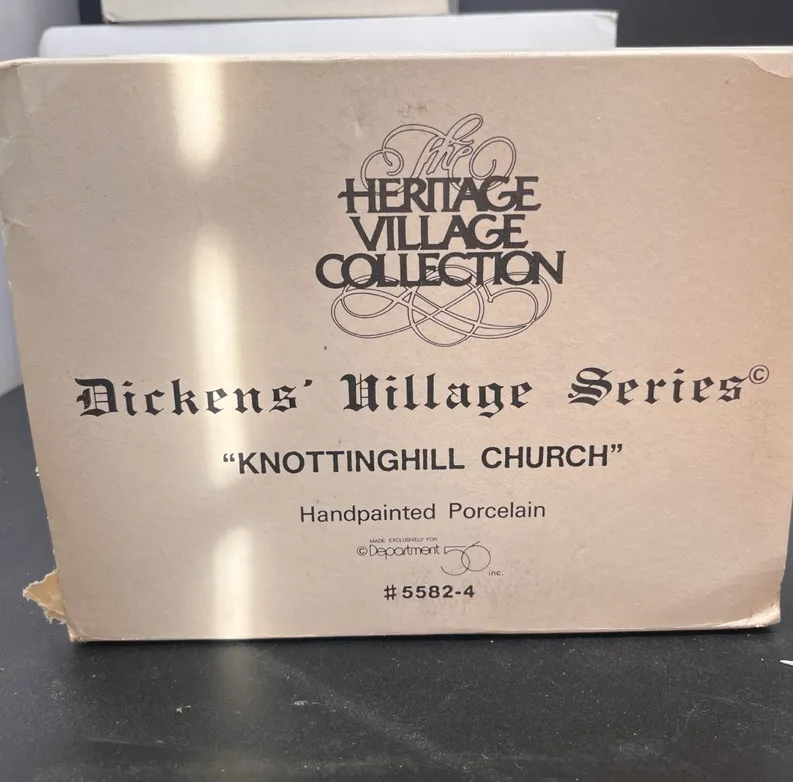 The
HERITAGE
VILLAGE
COLLECTION
Dickens' Village Series©
“KNOTTINGHILL CHURCH”
Handpainted Porcelain
MADE EXCLUSIVELY FOR
©Department 56 inc.
#5582-4